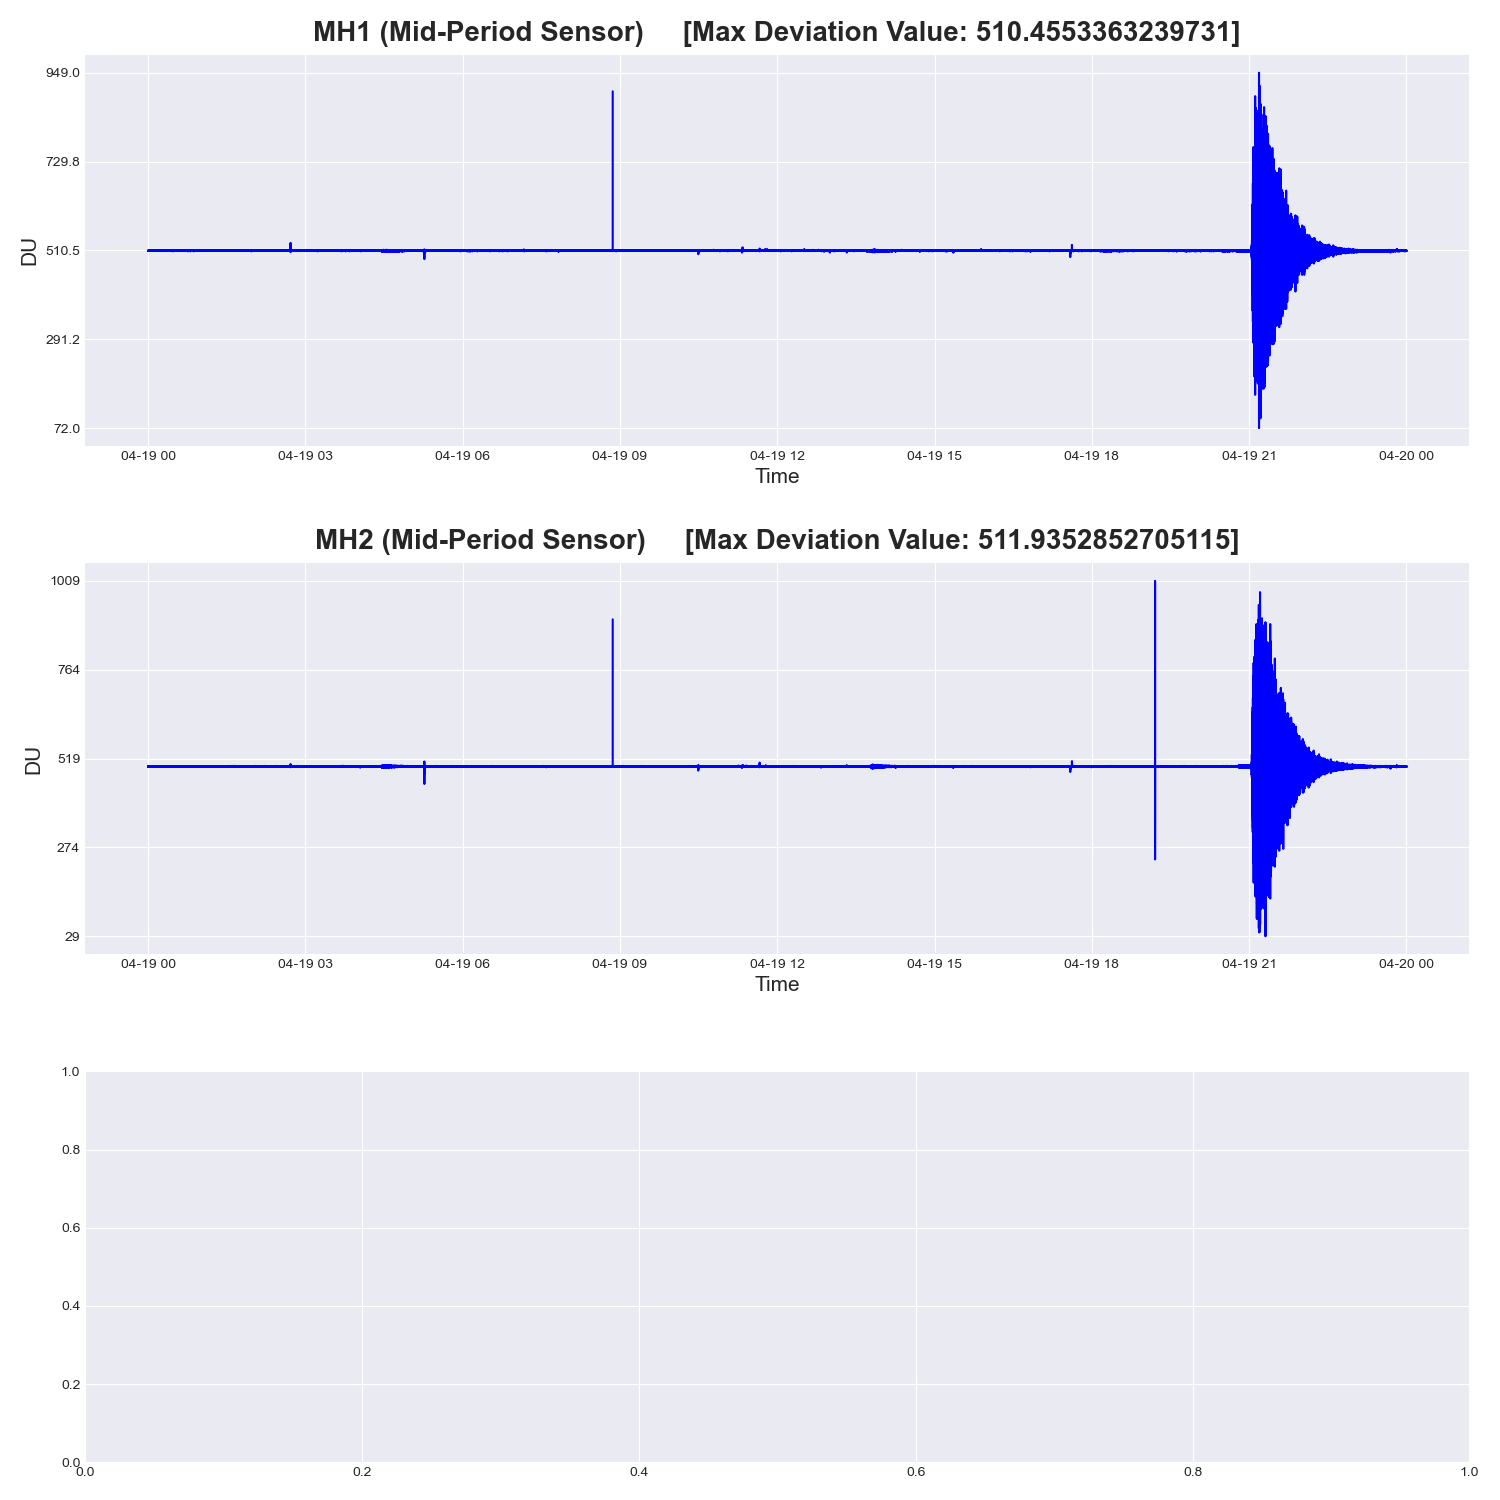 MH1 (Mid-Period Sensor) [Max Deviation Value: 510.4553363239731]
949.0
729.8
510.5
291.2
72.0
DU
04-19 00 04-19 03 04-19 06 04-19 09 04-19 12 04-19 15 04-19 18 04-19 21 04-20 00
Time
MH2 (Mid-Period Sensor) [Max Deviation Value: 511.9352852705115]
1009
764
519
274
29
DU
04-19 00 04-19 03 04-19 06 04-19 09 04-19 12 04-19 15 04-19 18 04-19 21 04-20 00
Time
1.0
0.8
0.6
0.4
0.2
0.0
0.0 0.2 0.4 0.6 0.8 1.0